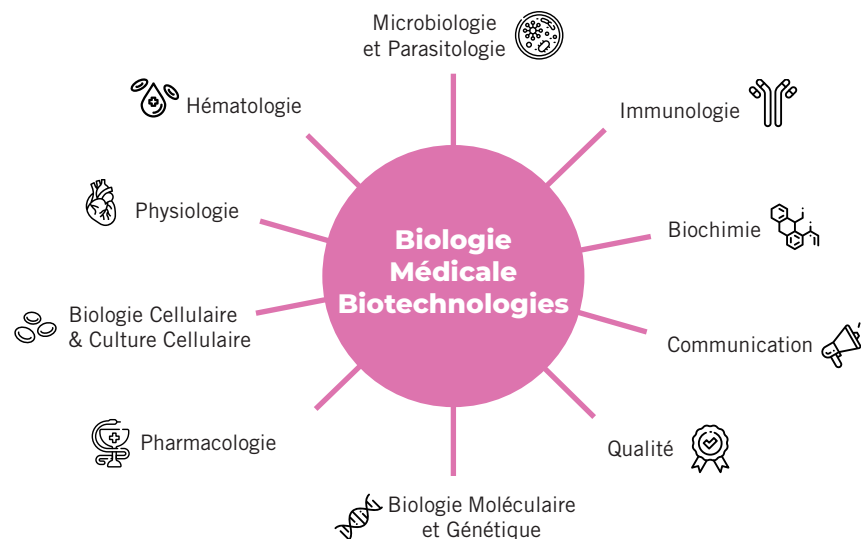 Microbiologie
et Parasitologie
Hématologie
Immunologie
Physiologie
Biochimie
Biologie
Médicale
Biotechnologies
Biologie Cellulaire
& Culture Cellulaire
Communication
Pharmacologie
Qualité
Biologie Moléculaire
et Génétique